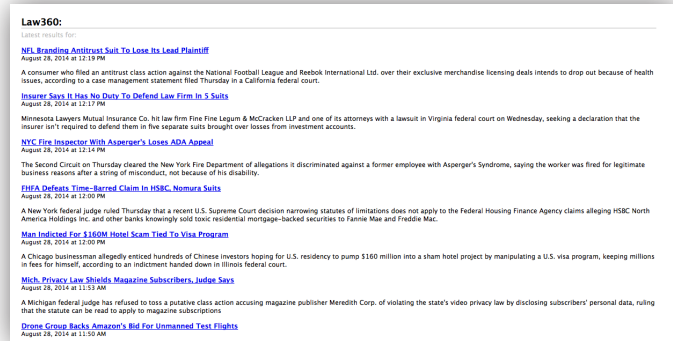 Law360:
Latest results for:
NFL Branding Antitrust Suit To Lose Its Lead Plaintiff
August 28, 2014 at 12:19 PM
A consumer who filed an antitrust class action against the National Football League and Reebok International Ltd. over their exclusive merchandise licensing deals intends to drop out because of health
issues, according to a case management statement filed Thursday in a California federal court.
Insurer Says It Has No Duty To Defend Law Firm In 5 Suits
August 28, 2014 at 12:17 PM
Minnesota Lawyers Mutual Insurance Co. hit law firm Fine Fine Legum & McCracken LLP and one of its attorneys with a lawsuit in Virginia federal court on Wednesday, seeking a declaration that the
insurer isn't required to defend them in five separate suits brought over losses from investment accounts.
NYC Fire Inspector With Asperger's Loses ADA Appeal
August 28, 2014 at 12:14 PM
The Second Circuit on Thursday cleared the New York Fire Department of allegations it discriminated against a former employee with Asperger's Syndrome, saying the worker was fired for legitimate
business reasons after a string of misconduct, not because of his disability.
FHFA Defeats Time-Barred Claim In HSBC, Nomura Suits
August 28, 2014 at 12:00 PM
A New York federal judge ruled Thursday that a recent U.S. Supreme Court decision narrowing statutes of limitations does not apply to the Federal Housing Finance Agency claims alleging HSBC North
America Holdings Inc. and other banks knowingly sold toxic residential mortgage-backed securities to Fannie Mae and Freddie Mac.
Man Indicted For $160M Hotel Scam Tied To Visa Program
August 28, 2014 at 12:00 PM
A Chicago businessman allegedly enticed hundreds of Chinese investors hoping for U.S. residency to pump $160 million into a sham hotel project by manipulating a U.S. visa program, keeping millions
in fees for himself, according to an indictment handed down in Illinois federal court.
Mich. Privacy Law Shields Magazine Subscribers, Judge Says
August 28, 2014 at 11:53 AM
A Michigan federal judge has refused to toss a putative class action accusing magazine publisher Meredith Corp. of violating the state's video privacy law by disclosing subscribers' personal data, ruling
that the statute can be read to apply to magazine subscriptions
Drone Group Backs Amazon's Bid For Unmanned Test Flights
August 28, 2014 at 11:50 AM